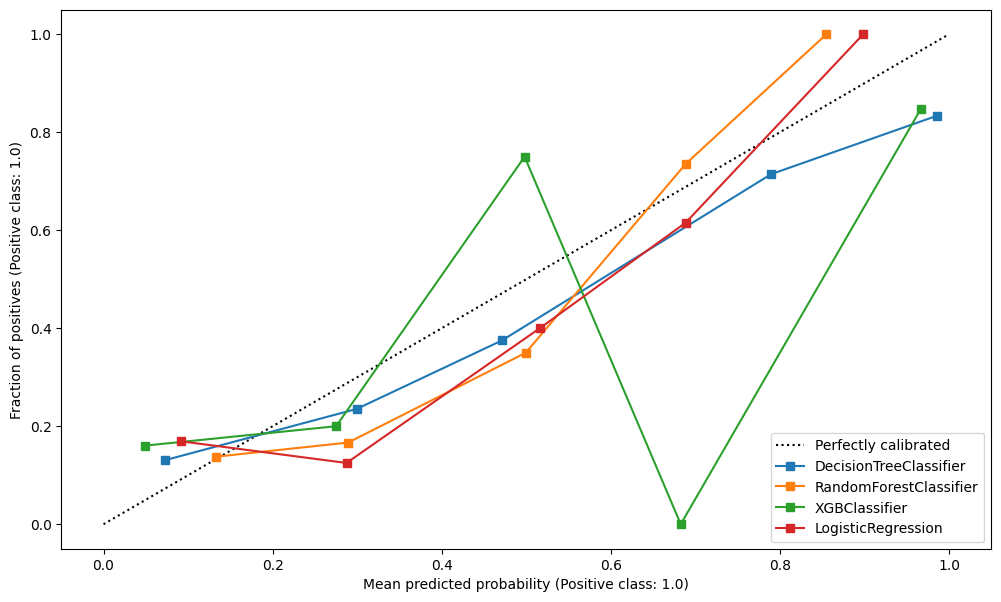 1.0
0.8
0.6
0.4
0.2
0.0
Fraction of positives (Positive class: 1.0)
Perfectly calibrated
DecisionTreeClassifier
RandomForestClassifier
XGBClassifier
LogisticRegression
0.0 0.2 0.4 0.6 0.8 1.0
Mean predicted probability (Positive class: 1.0)